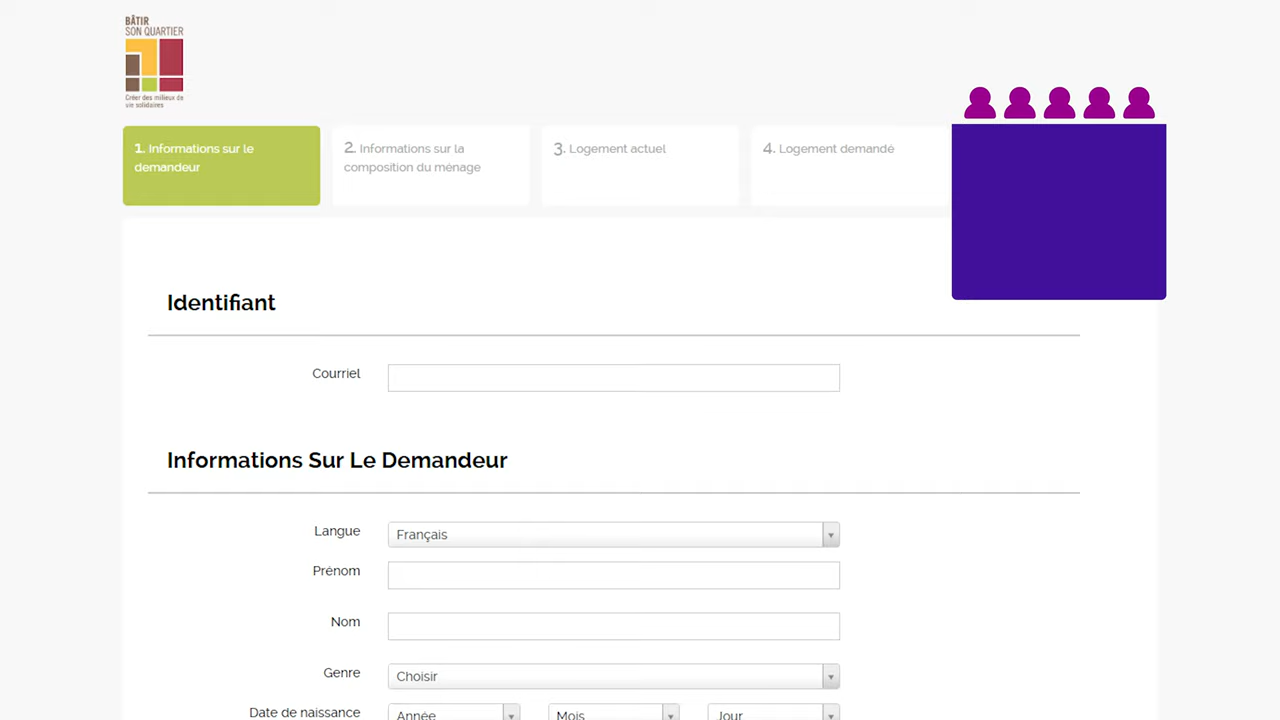 BÂTIR
SON QUARTIER
Créer des milieux de
vie solidaires
1. Informations sur le
demandeur
2. Informations sur la
composition du ménage
3. Logement actuel
4. Logement demandé
Identifiant
Courriel
Informations Sur Le Demandeur
Langue
Français
Prénom
Nom
Genre
Choisir
Date de naissance
Année
Mois
Jour